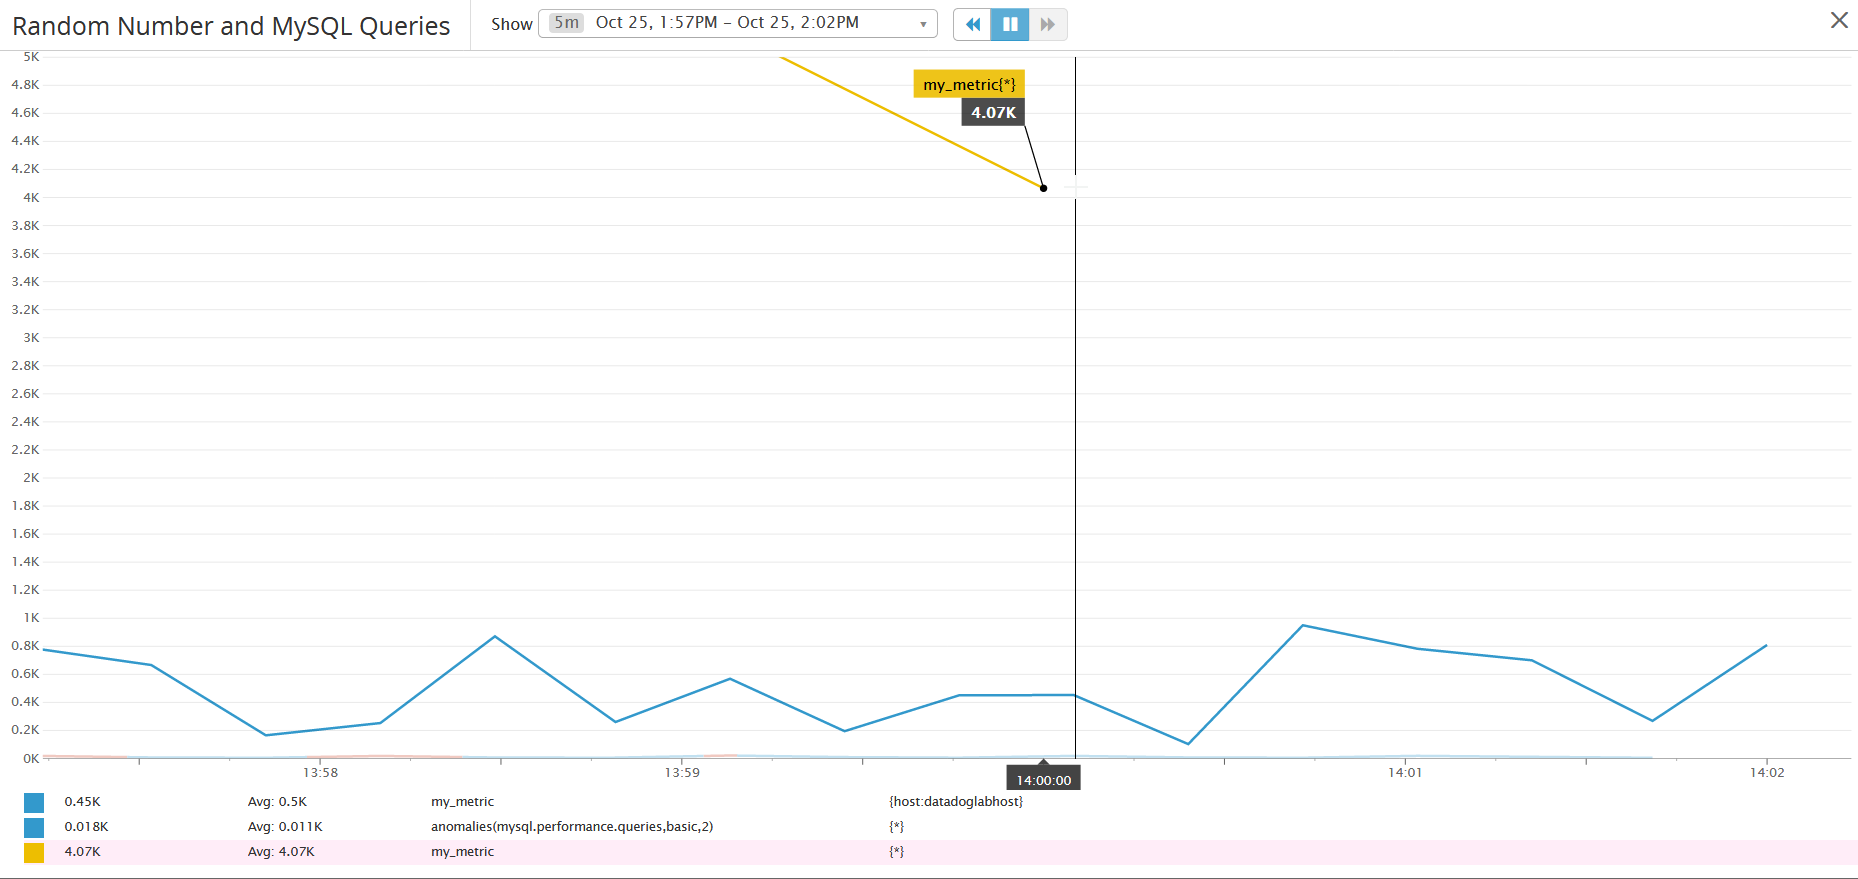 Random Number and MySQL Queries
Show 5m Oct 25, 1:57PM - Oct 25, 2:02PM
5K
4.8K
4.6K
4.4K
4.2K
4K
3.8K
3.6K
3.4K
3.2K
3K
2.8K
2.6K
2.4K
2.2K
2K
1.8K
1.6K
1.4K
1.2K
1K
0.8K
0.6K
0.4K
0.2K
0K
my_metric{*}
4.07K
13:58 13:59 14:00:00 14:01 14:02
0.45K Avg: 0.5K my_metric {host:datadoglabhost}
0.018K Avg: 0.011K anomalies(mysql.performance.queries,basic,2) {*}
4.07K Avg: 4.07K my_metric {*}